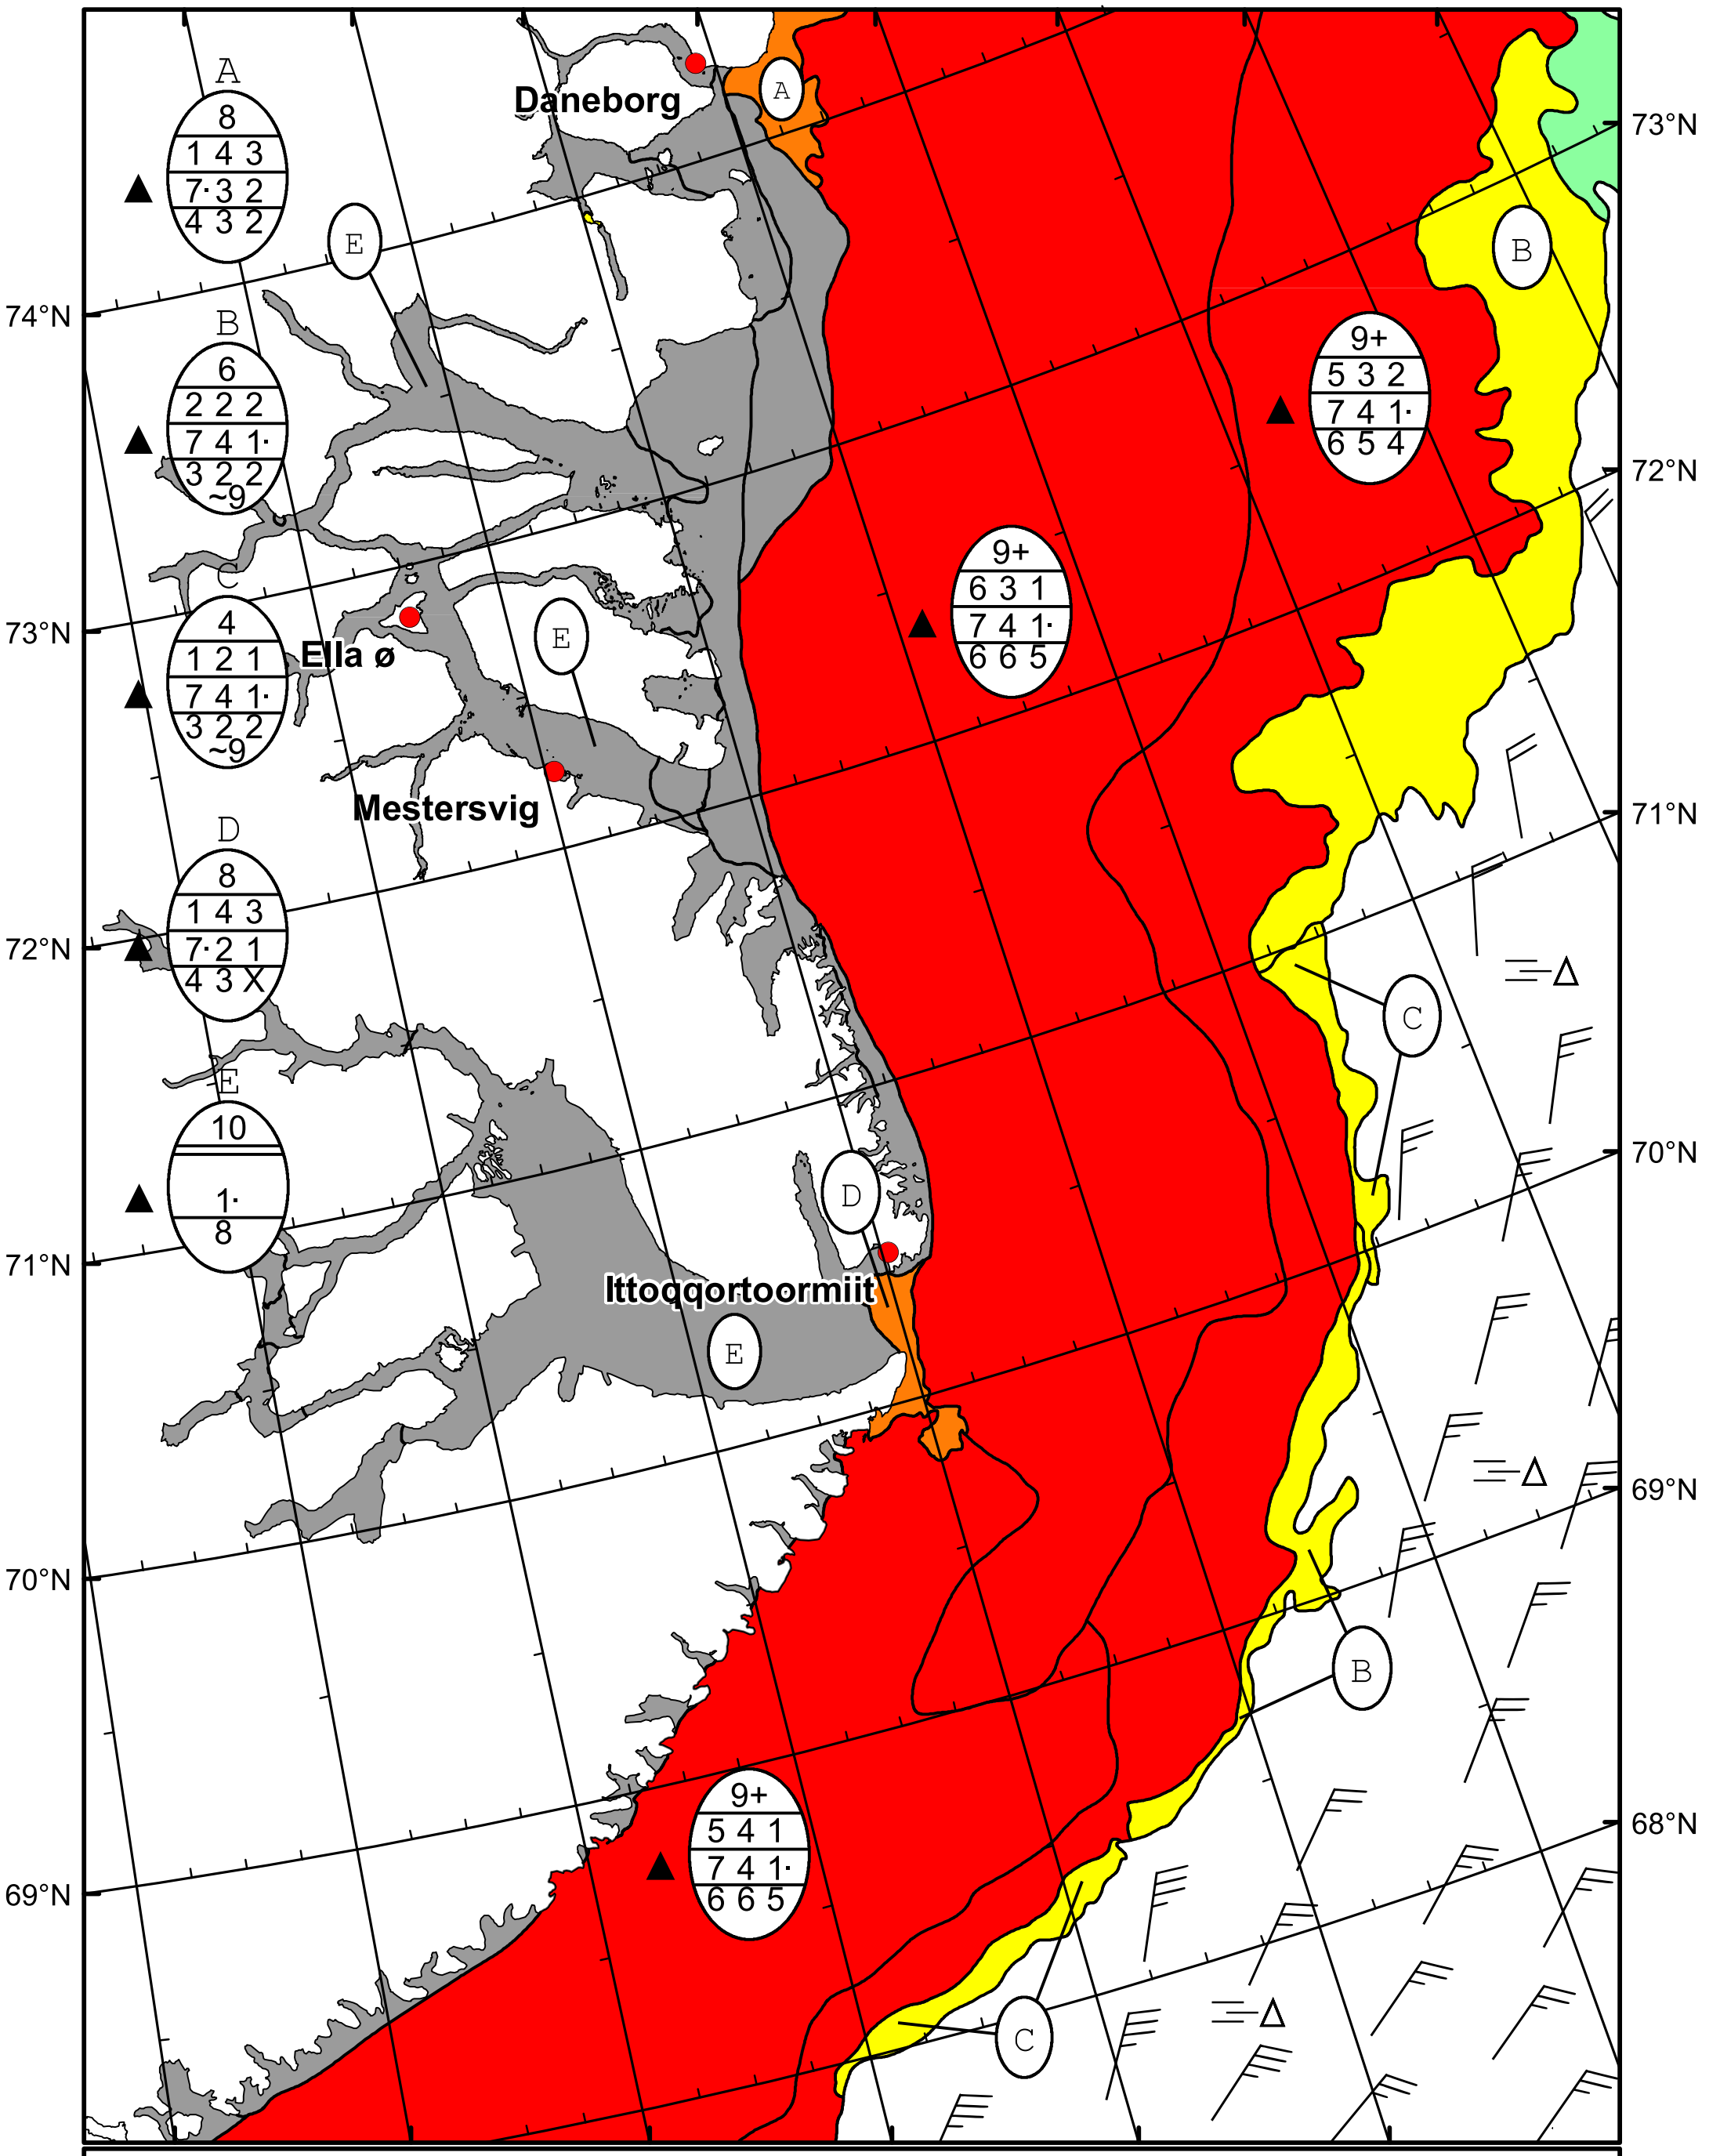 A
8
1 4 3
7· 3 2
4 3 2
Daneborg
A
73°N
E
B
74°N
B
6
2 2 2
7 4 1·
3 2 2
~9
9+
5 3 2
7 4 1·
6 5 4
72°N
9+
6 3 1
7 4 1·
6 6 5
C
4
1 2 1
7 4 1·
3 2 2
~9
73°N
Ella ø
E
Mestersvig
71°N
D
8
1 4 3
7· 2 1
4 3 X
72°N
C
E
10
1·
8
70°N
D
71°N
Ittoqqortoormiit
E
69°N
70°N
B
9+
5 4 1
7 4 1·
6 6 5
68°N
69°N
C